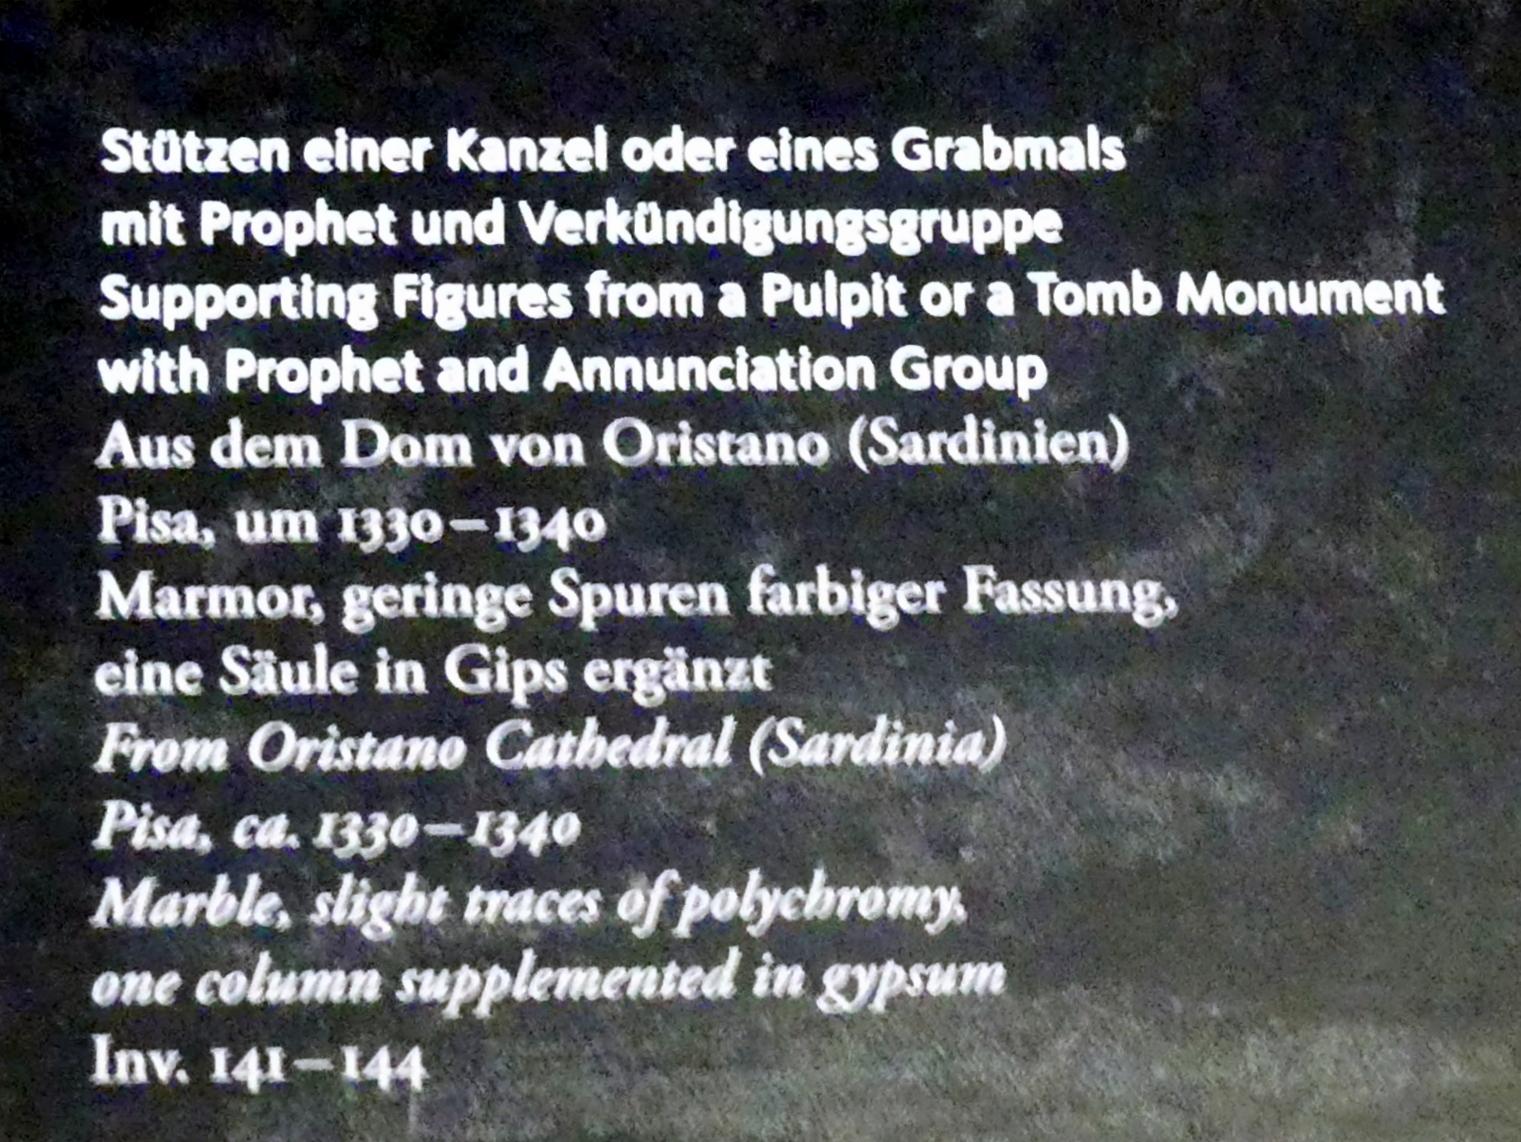 Stützen einer Kanzel oder eines Grabmals
mit Prophet und Verkündigungsgruppe
Supporting Figures from a Pulpit or a Tomb Monument
with Prophet and Annunciation Group
Aus dem Dom von Oristano (Sardinien)
Pisa, um 1330–1340
Marmor, geringe Spuren farbiger Fassung,
eine Säule in Gips ergänzt
From Oristano Cathedral (Sardinia)
Pisa, ca. 1330–1340
Marble, slight traces of polychromy,
one column supplemented in gypsum
Inv. 141–144